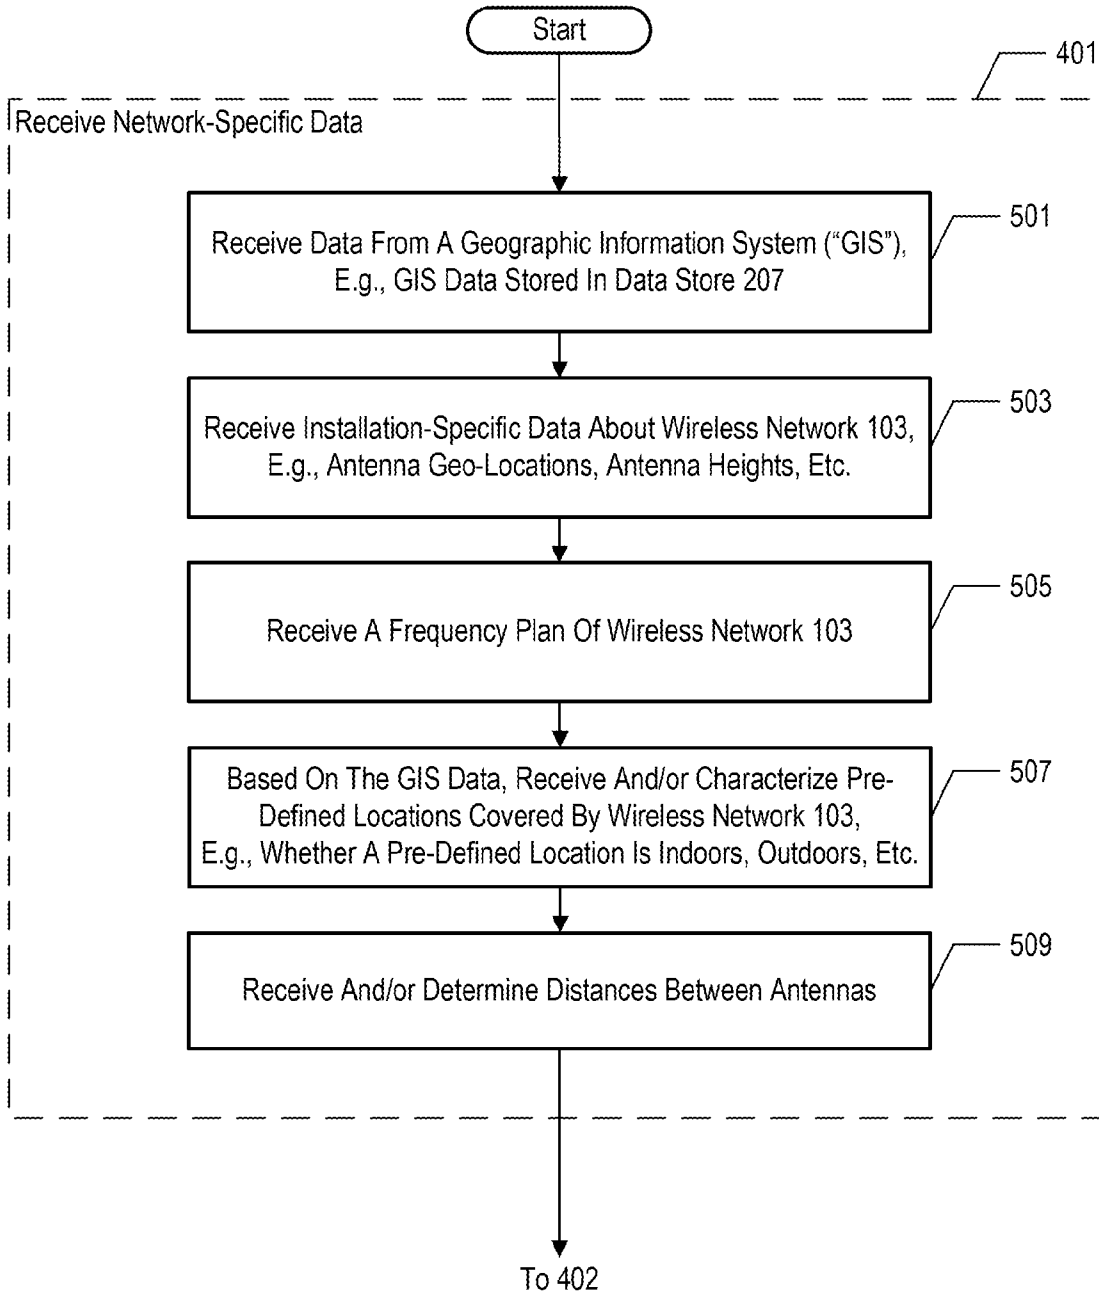 Start
401
Receive Network-Specific Data
501
Receive Data From A Geographic Information System (“GIS”),
E.g., GIS Data Stored In Data Store 207
503
Receive Installation-Specific Data About Wireless Network 103,
E.g., Antenna Geo-Locations, Antenna Heights, Etc.
505
Receive A Frequency Plan Of Wireless Network 103
507
Based On The GIS Data, Receive And/or Characterize Pre-
Defined Locations Covered By Wireless Network 103,
E.g., Whether A Pre-Defined Location Is Indoors, Outdoors, Etc.
509
Receive And/or Determine Distances Between Antennas
To 402